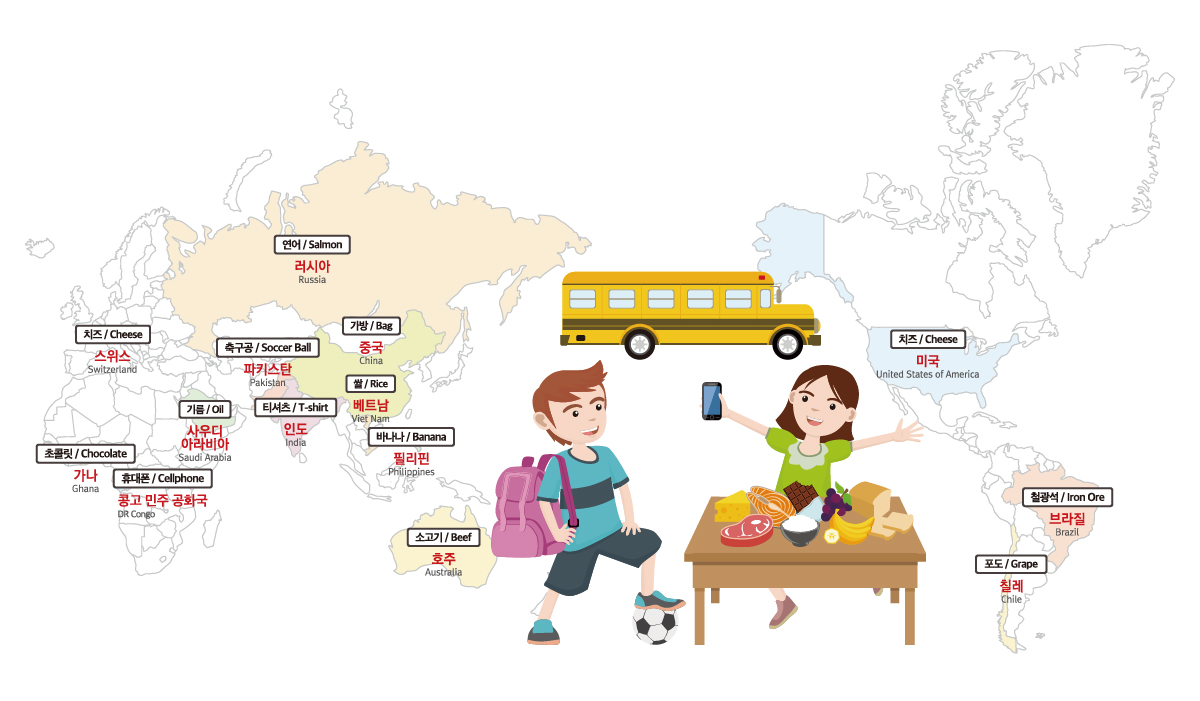 연어 / Salmon
러시아
Russia
치즈 / Cheese
스위스
Switzerland
축구공 / Soccer Ball
파키스탄
Pakistan
가방 / Bag
중국
China
쌀 / Rice
베트남
Viet Nam
기름 / Oil
사우디
아라비아
Saudi Arabia
티셔츠 / T-shirt
인도
India
바나나 / Banana
필리핀
Philippines
초콜릿 / Chocolate
가나
Ghana
휴대폰 / Cellphone
콩고 민주 공화국
DR Congo
소고기 / Beef
호주
Australia
치즈 / Cheese
미국
United States of America
철광석 / Iron Ore
브라질
Brazil
포도 / Grape
칠레
Chile